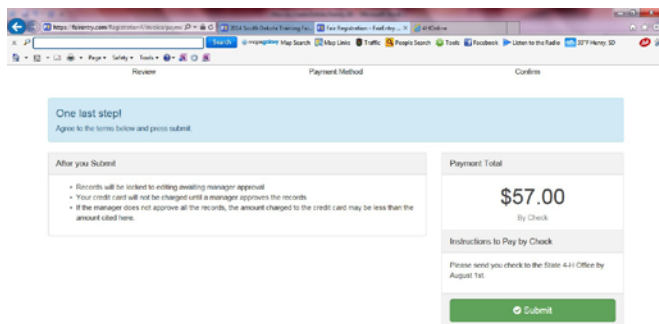 https://fairentry.com/Registration/Invoice/payme
2014 South Dakota Training Fai...
Fair Registration - FairEntry ...
4HOnline
Search
mapsgalaxy Map Search Map Links Traffic People Search Tools Facebook Listen to the Radio 33°F Henry, SD
Page Safety Tools
Review Payment Method Confirm
One last step!
Agree to the terms below and press submit.
After you Submit
Records will be locked to editing awaiting manager approval
Your credit card will not be charged until a manager approves the records
If the manager does not approve all the records, the amount charged to the credit card may be less than the
amount cited here.
Payment Total
$57.00
By Check
Instructions to Pay by Check
Please send you check to the State 4-H Office by
August 1st.
Submit